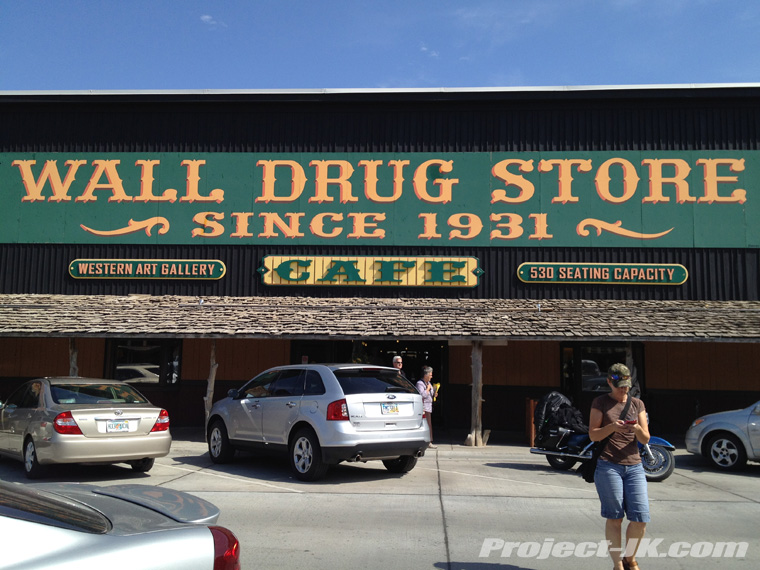 WALL DRUG STORE
SINCE 1931
WESTERN ART GALLERY
CAFE
530 SEATING CAPACITY
Project-JK.com